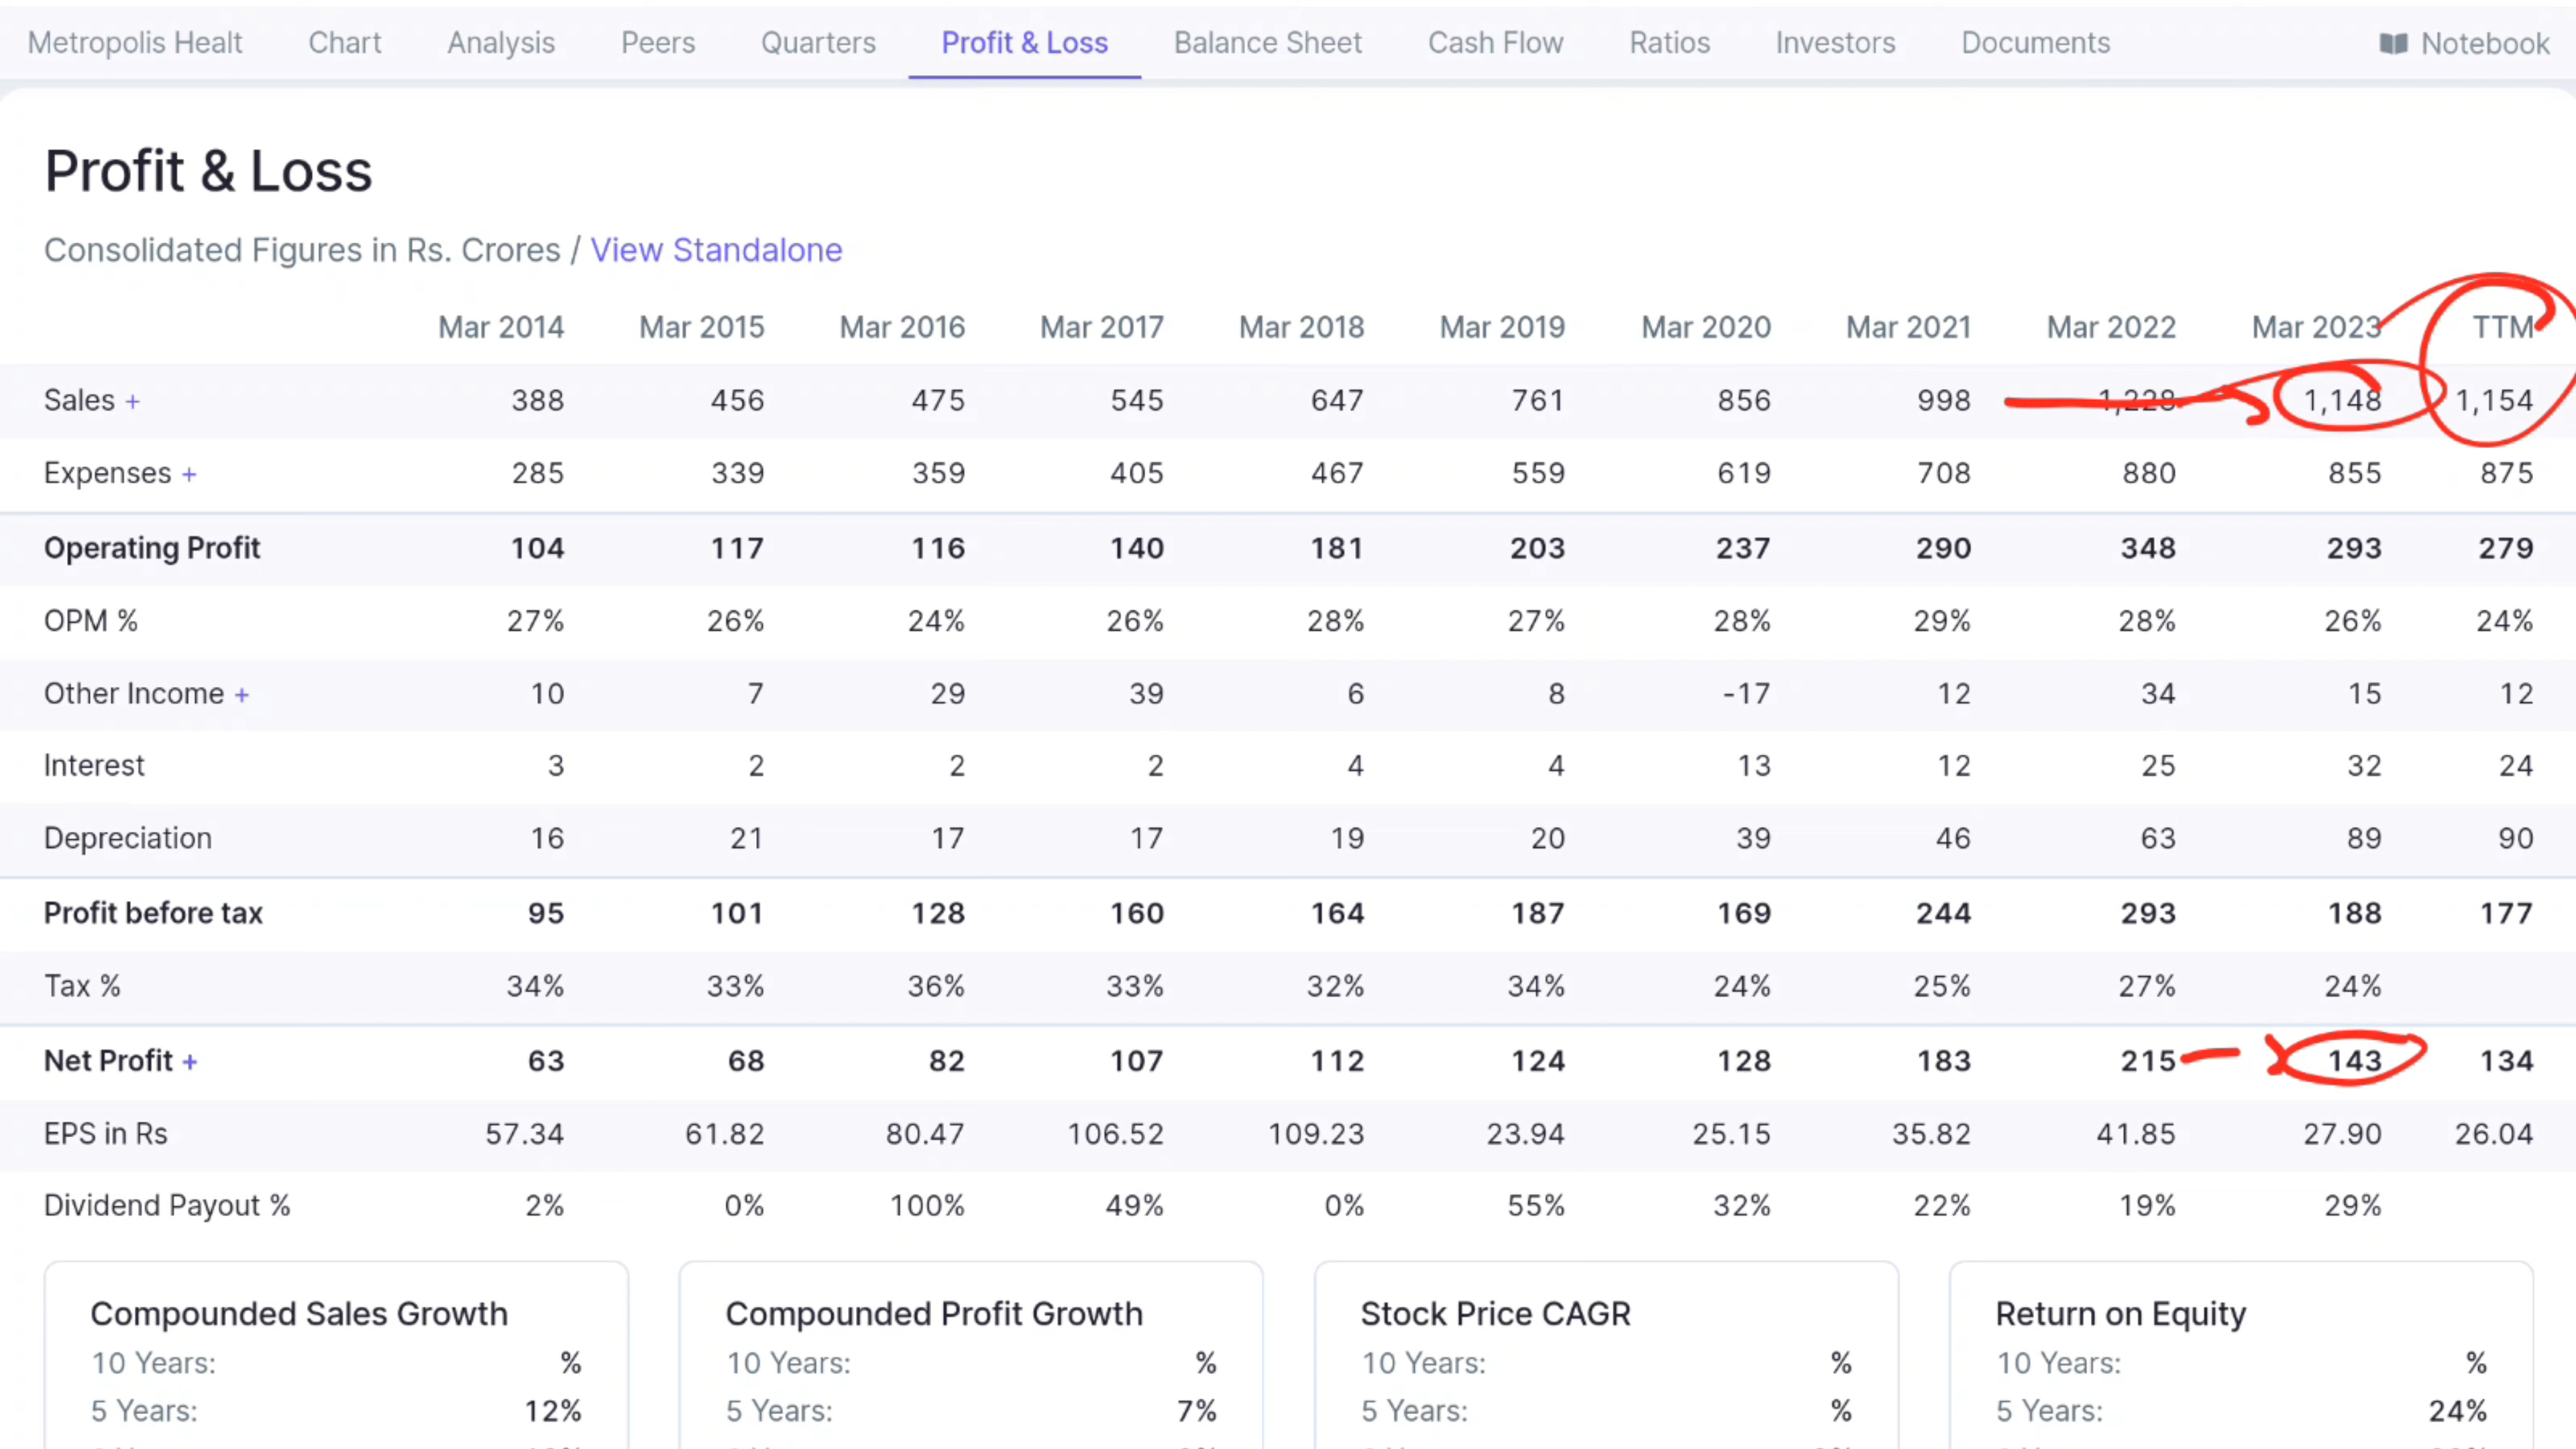 Metropolis Healt Chart Analysis Peers Quarters Profit & Loss Balance Sheet Cash Flow Ratios Investors Documents Notebook
Profit & Loss
Consolidated Figures in Rs. Crores / View Standalone
Mar 2014 Mar 2015 Mar 2016 Mar 2017 Mar 2018 Mar 2019 Mar 2020 Mar 2021 Mar 2022 Mar 2023 TTM
Sales + 388 456 475 545 647 761 856 998 1,228 1,148 1,154
Expenses + 285 339 359 405 467 559 619 708 880 855 875
Operating Profit 104 117 116 140 181 203 237 290 348 293 279
OPM % 27% 26% 24% 26% 28% 27% 28% 29% 28% 26% 24%
Other Income + 10 7 29 39 6 8 -17 12 34 15 12
Interest 3 2 2 2 4 4 13 12 25 32 24
Depreciation 16 21 17 17 19 20 39 46 63 89 90
Profit before tax 95 101 128 160 164 187 169 244 293 188 177
Tax % 34% 33% 36% 33% 32% 34% 24% 25% 27% 24%
Net Profit + 63 68 82 107 112 124 128 183 215 143 134
EPS in Rs 57.34 61.82 80.47 106.52 109.23 23.94 25.15 35.82 41.85 27.90 26.04
Dividend Payout % 2% 0% 100% 49% 0% 55% 32% 22% 19% 29%
Compounded Sales Growth
10 Years: %
5 Years: 12%
Compounded Profit Growth
10 Years: %
5 Years: 7%
Stock Price CAGR
10 Years: %
5 Years: %
Return on Equity
10 Years: %
5 Years: 24%